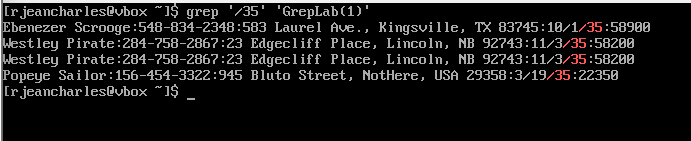 [rjeancharles@vbox ~]$ grep '/35' 'GrepLab(1)'
Ebenezer Scrooge:548-834-2348:583 Laurel Ave., Kingsville, TX 83745:10/1/35:58900
Westley Pirate:284-758-2867:23 Edgecliff Place, Lincoln, NB 92743:11/3/35:58200
Westley Pirate:284-758-2867:23 Edgecliff Place, Lincoln, NB 92743:11/3/35:58200
Popeye Sailor:156-454-3322:945 Bluto Street, NotHere, USA 29358:3/19/35:22350
[rjeancharles@vbox ~]$ _